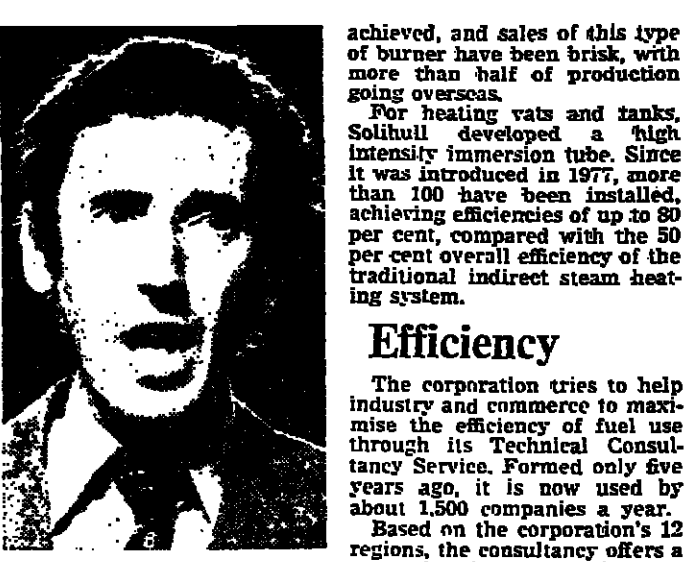 achieved, and sales of this type
of burner have been brisk, with
more than half of production
going overseas.
For heating vats and tanks,
Solihull developed a high
intensity immersion tube. Since
it was introduced in 1977, more
than 100 have been installed,
achieving efficiencies of up to 80
per cent, compared with the 50
per cent overall efficiency of the
traditional indirect steam heat-
ing system.
Efficiency
The corporation tries to help
industry and commerce to maxi-
mise the efficiency of fuel use
through its Technical Consul-
tancy Service. Formed only five
years ago, it is now used by
about 1,500 companies a year.
Based on the corporation's 12
regions, the consultancy offers a